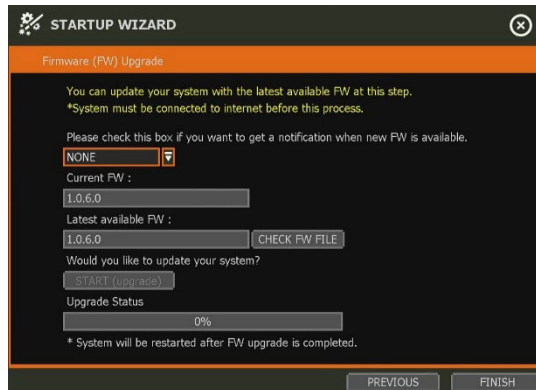 STARTUP WIZARD
Firmware (FW) Upgrade
You can update your system with the latest available FW at this step.
*System must be connected to internet before this process.
Please check this box if you want to get a notification when new FW is available.
NONE
Current FW :
1.0.6.0
Latest available FW :
1.0.6.0 CHECK FW FILE
Would you like to update your system?
START (upgrade)
Upgrade Status
0%
* System will be restarted after FW upgrade is completed.
PREVIOUS FINISH